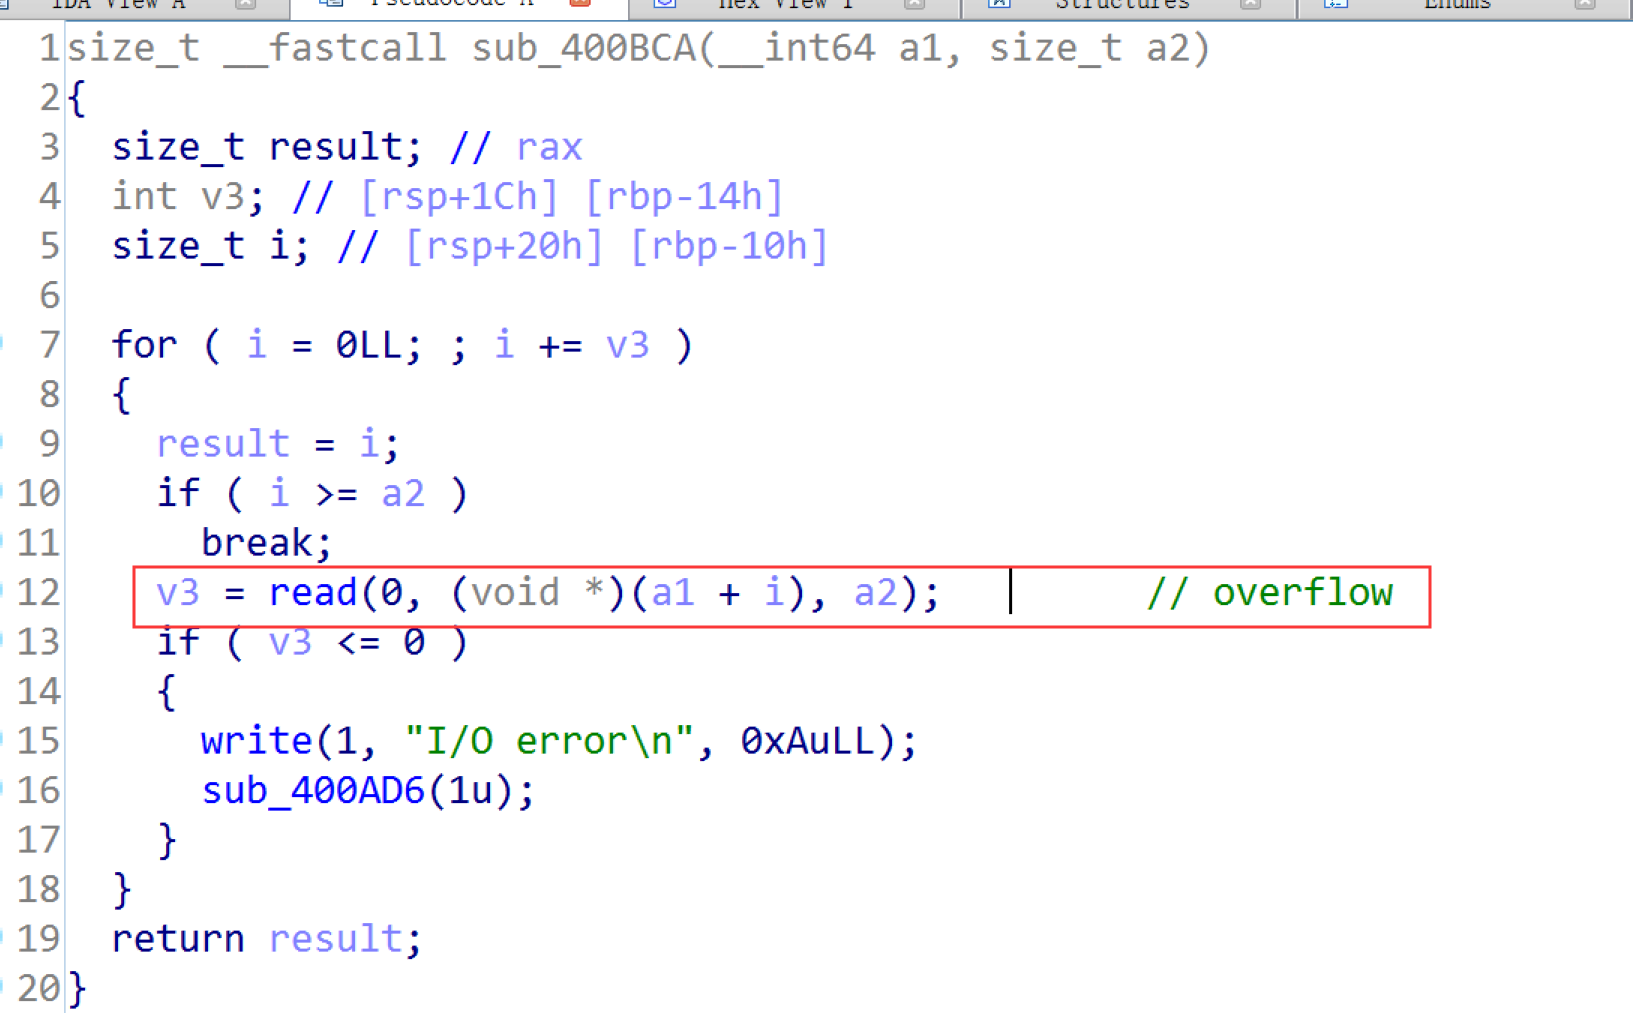 IDA View A Pseudocode A Hex View 1 Structures Enums
1 size_t __fastcall sub_400BCA(__int64 a1, size_t a2)
2 {
3 size_t result; // rax
4 int v3; // [rsp+1Ch] [rbp-14h]
5 size_t i; // [rsp+20h] [rbp-10h]
6
7 for ( i = 0LL; ; i += v3 )
8 {
9 result = i;
10 if ( i >= a2 )
11 break;
12 v3 = read(0, (void *)(a1 + i), a2); // overflow
13 if ( v3 <= 0 )
14 {
15 write(1, "I/O error\n", 0xAuLL);
16 sub_400AD6(1u);
17 }
18 }
19 return result;
20 }